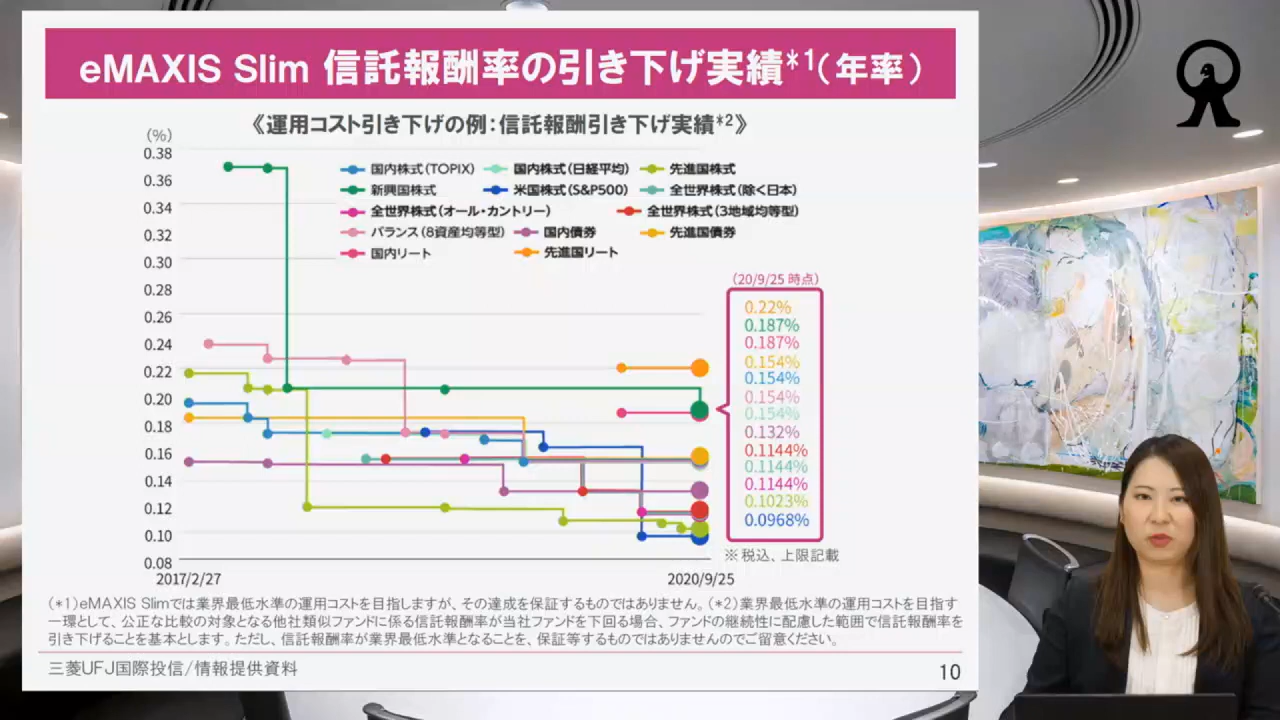 eMAXIS Slim 信託報酬率の引き下げ実績*1（年率）
《運用コスト引き下げの例：信託報酬引き下げ実績*2》
(%)
0.38
0.36
0.34
0.32
0.30
0.28
0.26
0.24
0.22
0.20
0.18
0.16
0.14
0.12
0.10
0.08
国内株式（TOPIX） 国内株式（日経平均） 先進国株式
新興国株式 米国株式（S&P500） 全世界株式（除く日本）
全世界株式（オール・カントリー） 全世界株式（3地域均等型）
バランス（8資産均等型） 国内債券 先進国債券
国内リート 先進国リート
（20/9/25 時点）
0.22%
0.187%
0.187%
0.154%
0.154%
0.154%
0.154%
0.132%
0.1144%
0.1144%
0.1144%
0.1023%
0.0968%
※税込、上限記載
2017/2/27 2020/9/25
（*1）eMAXIS Slimでは業界最低水準の運用コストを目指しますが、その達成を保証するものではありません。（*2）業界最低水準の運用コストを目指す
一環として、公正な比較の対象となる他社類似ファンドに係る信託報酬率が当社ファンドを下回る場合、ファンドの継続性に配慮した範囲で信託報酬率を
引き下げることを基本とします。ただし、信託報酬率が業界最低水準となることを、保証等するものではありませんのでご留意ください。
三菱UFJ国際投信/情報提供資料 10